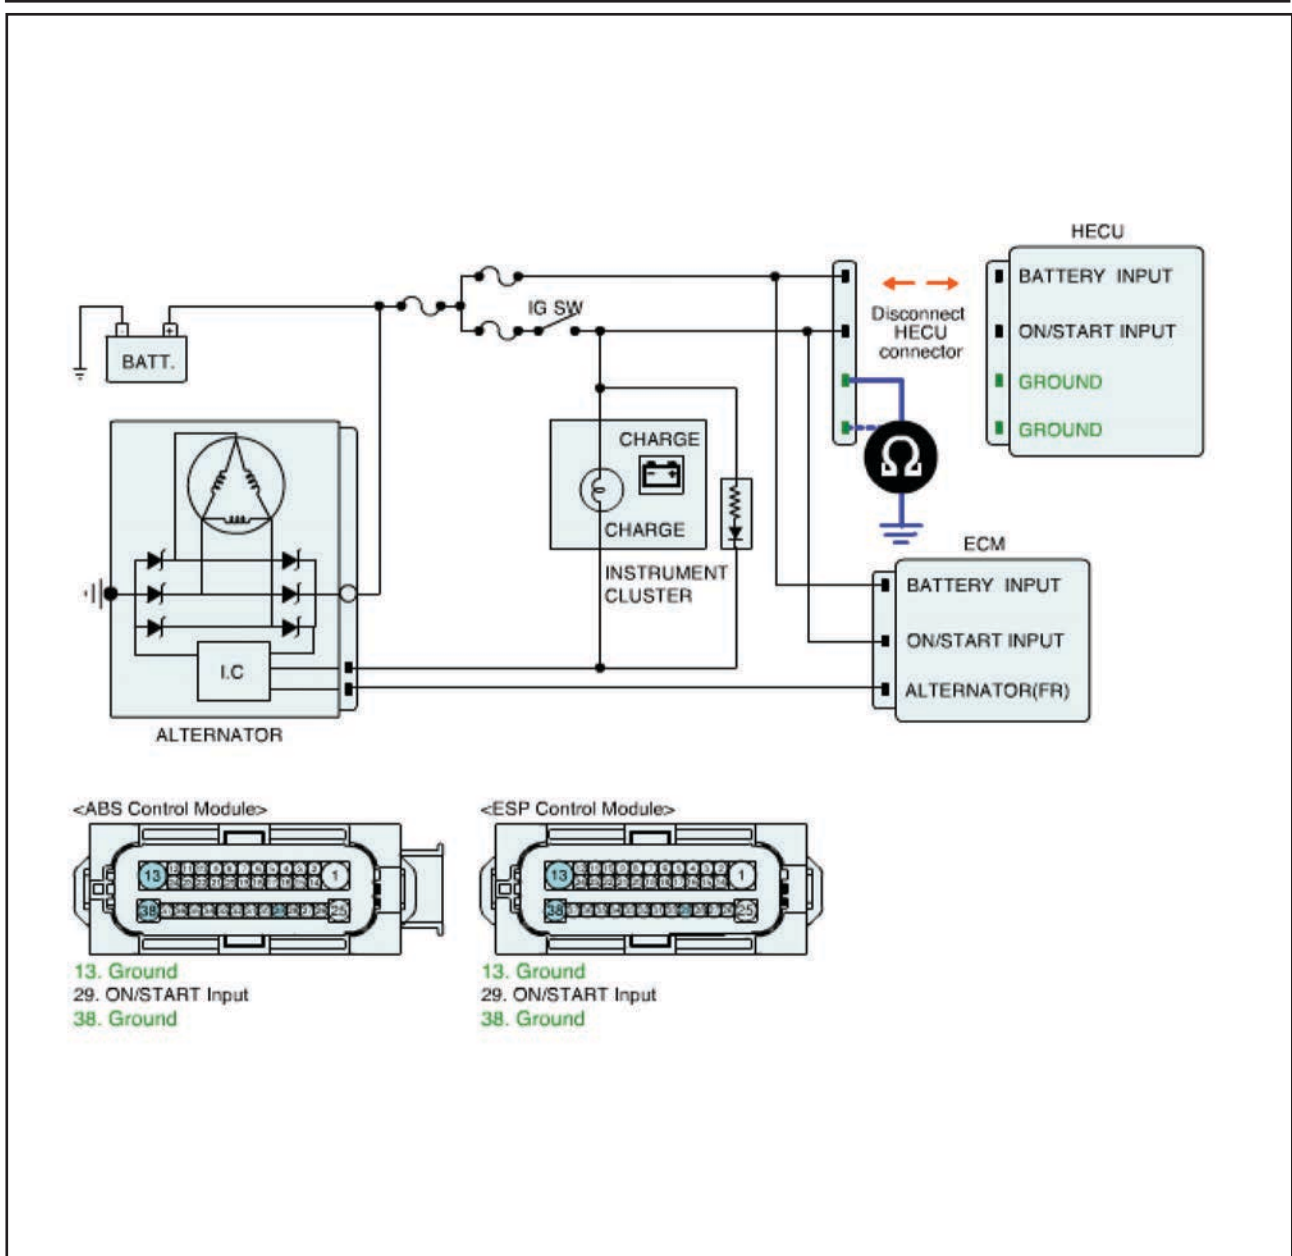 HECU
BATTERY INPUT
ON/START INPUT
GROUND
GROUND
Disconnect
HECU
connector
IG SW
- +
BATT.
CHARGE
- +
CHARGE
INSTRUMENT
CLUSTER
Ω
ECM
BATTERY INPUT
ON/START INPUT
ALTERNATOR(FR)
I.C
ALTERNATOR
<ABS Control Module>
13
1
38
25
13. Ground
29. ON/START Input
38. Ground
<ESP Control Module>
13
1
38
25
13. Ground
29. ON/START Input
38. Ground